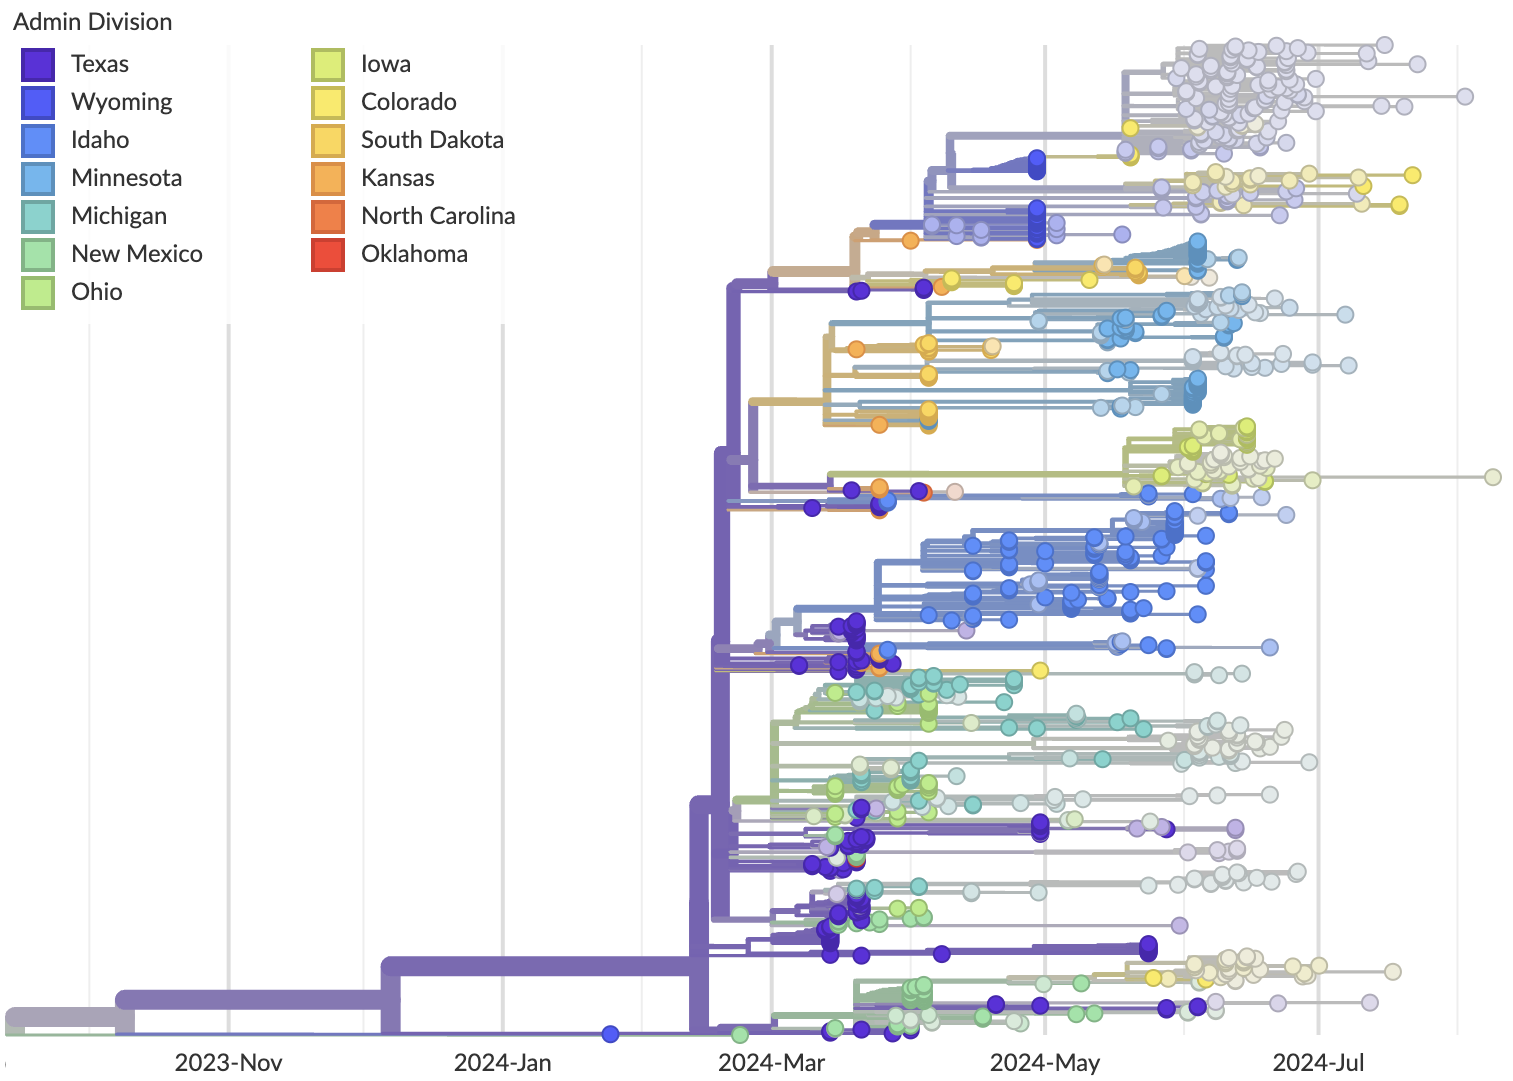 Admin Division
Texas
Wyoming
Idaho
Minnesota
Michigan
New Mexico
Ohio
Iowa
Colorado
South Dakota
Kansas
North Carolina
Oklahoma
2023-Nov
2024-Jan
2024-Mar
2024-May
2024-Jul